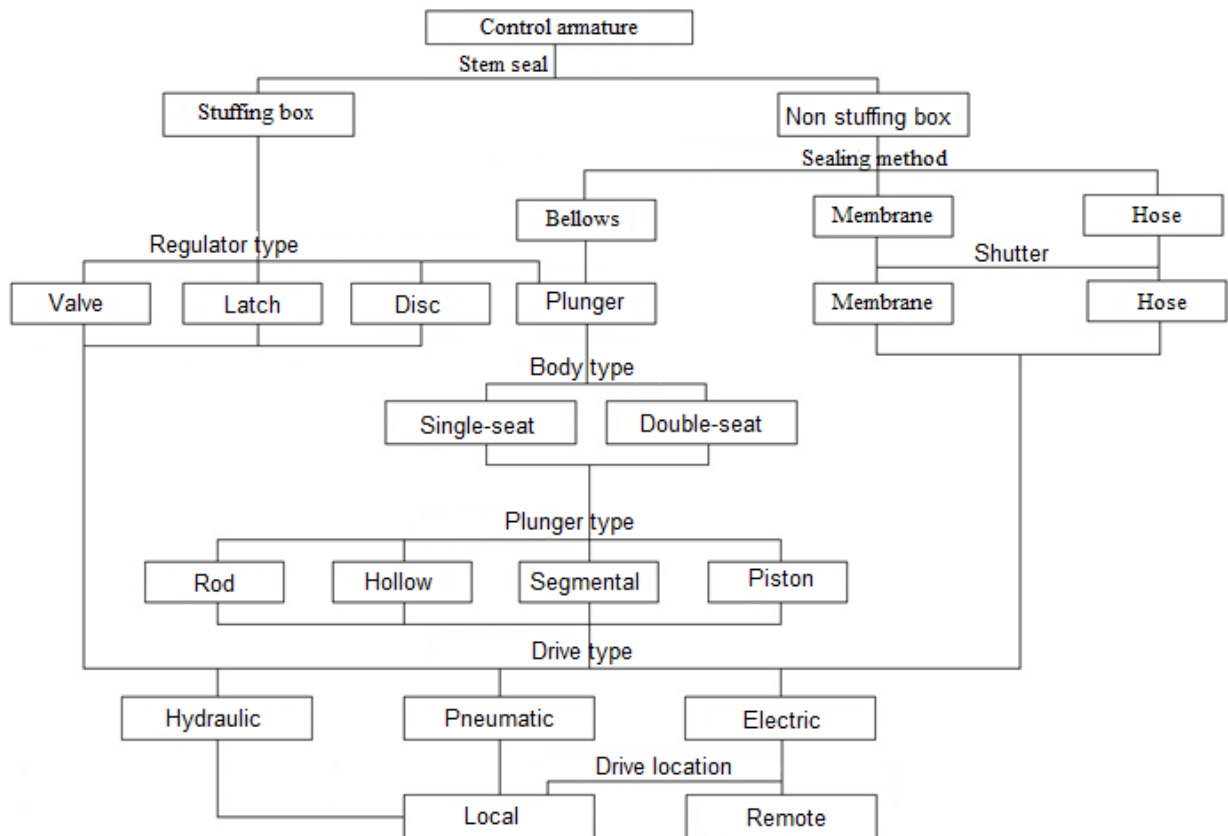 Control armature
Stem seal
Stuffing box
Non stuffing box
Sealing method
Bellows
Membrane
Hose
Regulator type
Shutter
Valve
Latch
Disc
Plunger
Membrane
Hose
Body type
Single-seat
Double-seat
Plunger type
Rod
Hollow
Segmental
Piston
Drive type
Hydraulic
Pneumatic
Electric
Drive location
Local
Remote